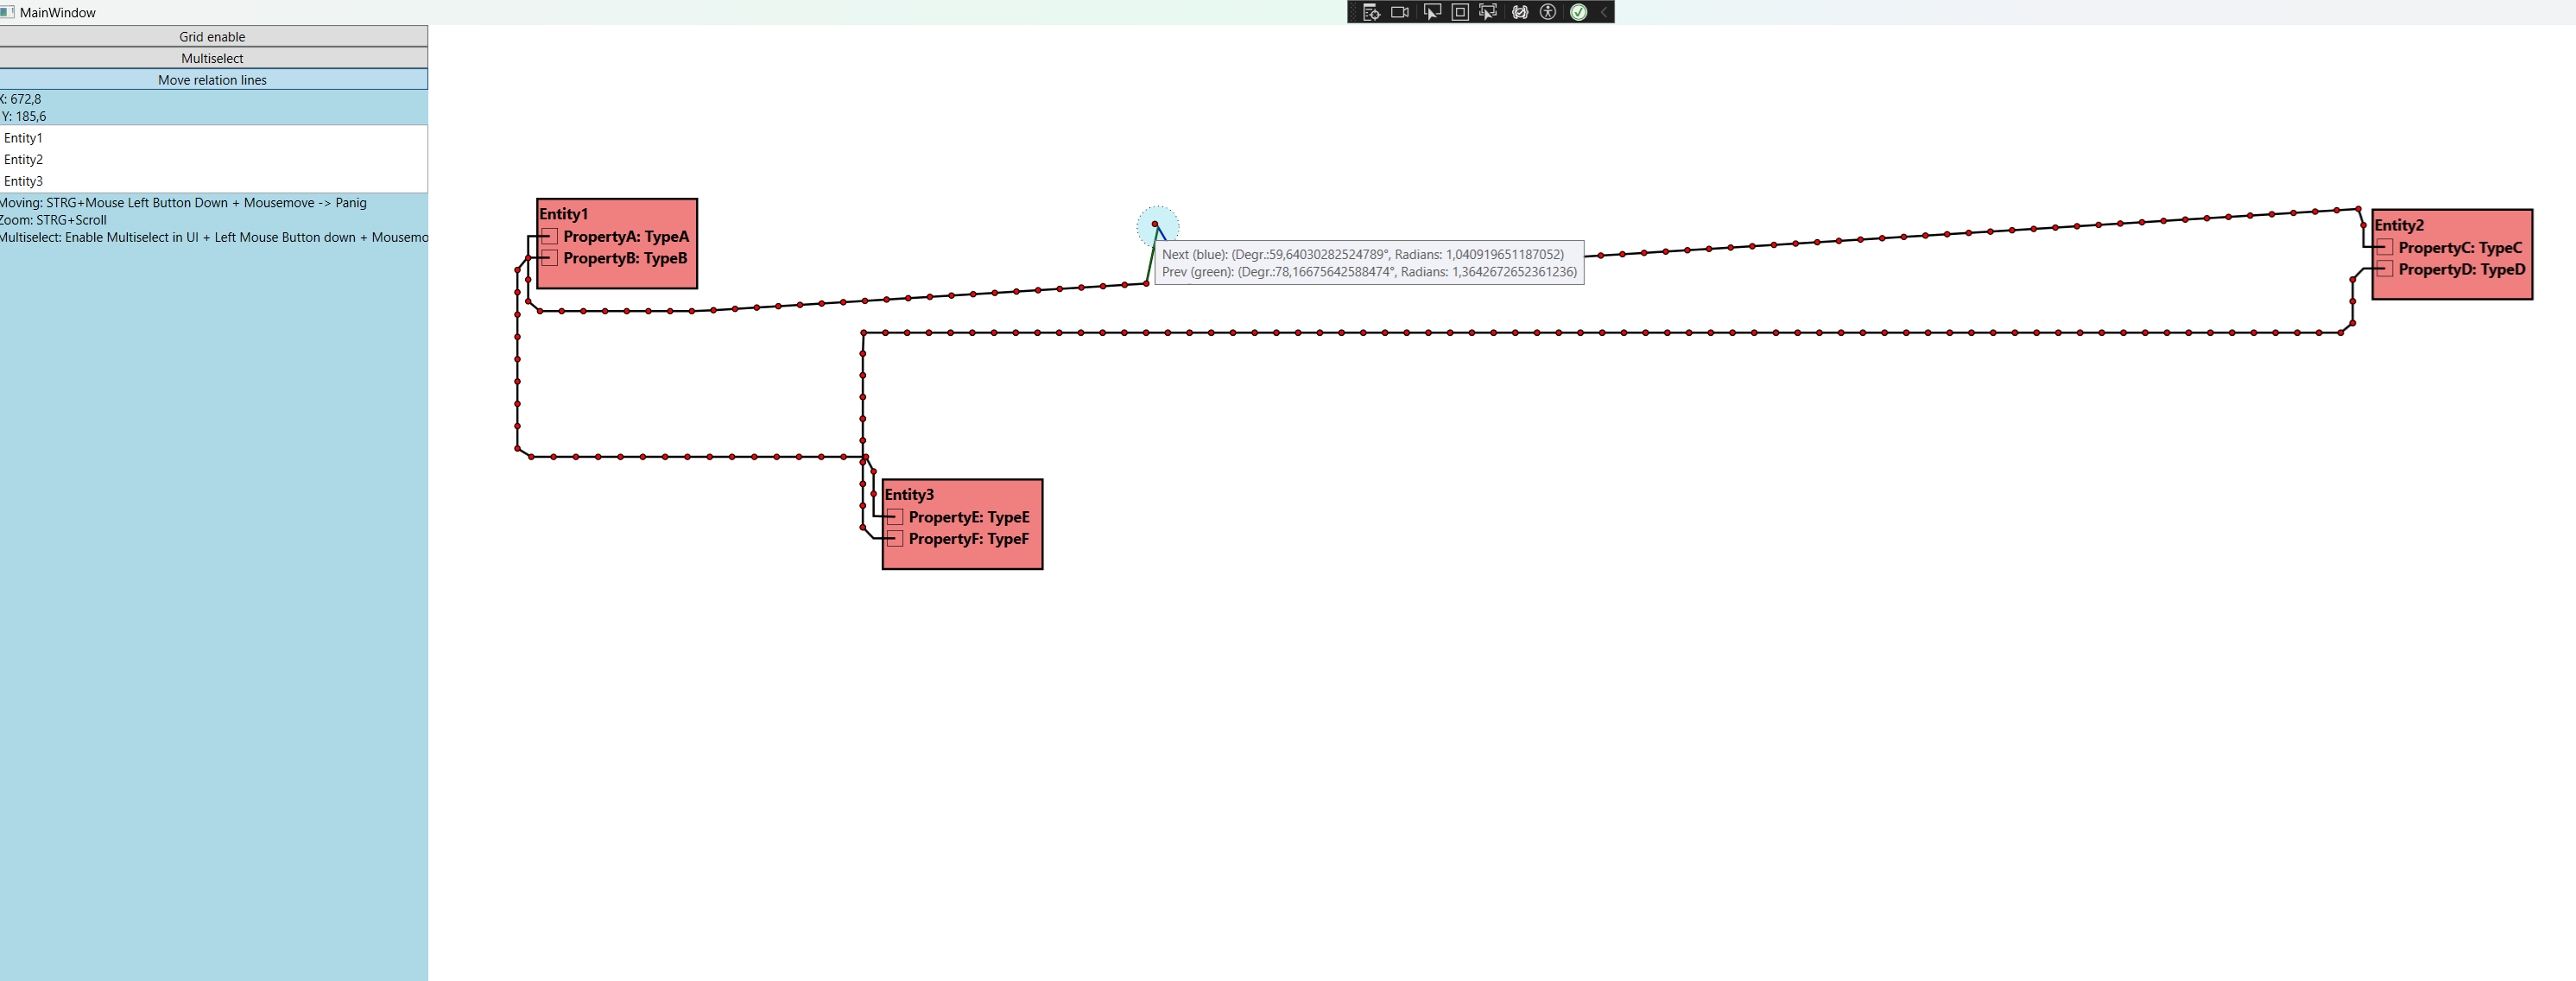 MainWindow
Grid enable
Multiselect
Move relation lines
X: 672,8
Y: 185,6
Entity1
Entity2
Entity3
Moving: STRG+Mouse Left Button Down + Mousemove -> Panig
Zoom: STRG+Scroll
Multiselect: Enable Multiselect in UI + Left Mouse Button down + Mousemo
Entity1
PropertyA: TypeA
PropertyB: TypeB
Next (blue): (Degr.:59,64030282524789°, Radians: 1,040919651187052)
Prev (green): (Degr.:78,16675642588474°, Radians: 1,3642672652361236)
Entity2
PropertyC: TypeC
PropertyD: TypeD
Entity3
PropertyE: TypeE
PropertyF: TypeF